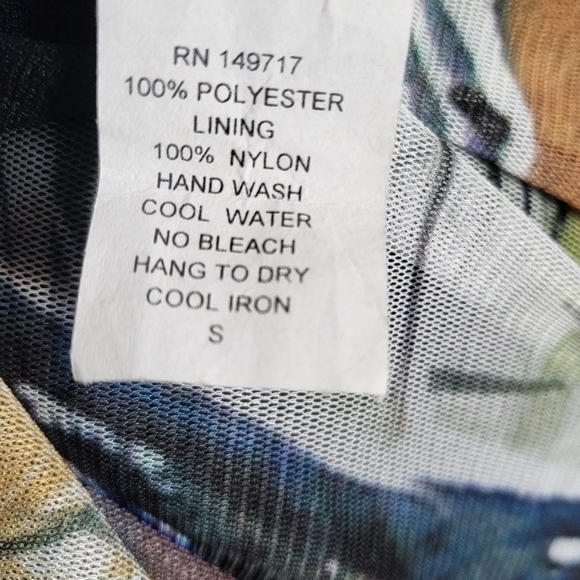 RN 149717
100% POLYESTER
LINING
100% NYLON
HAND WASH
COOL WATER
NO BLEACH
HANG TO DRY
COOL IRON
S